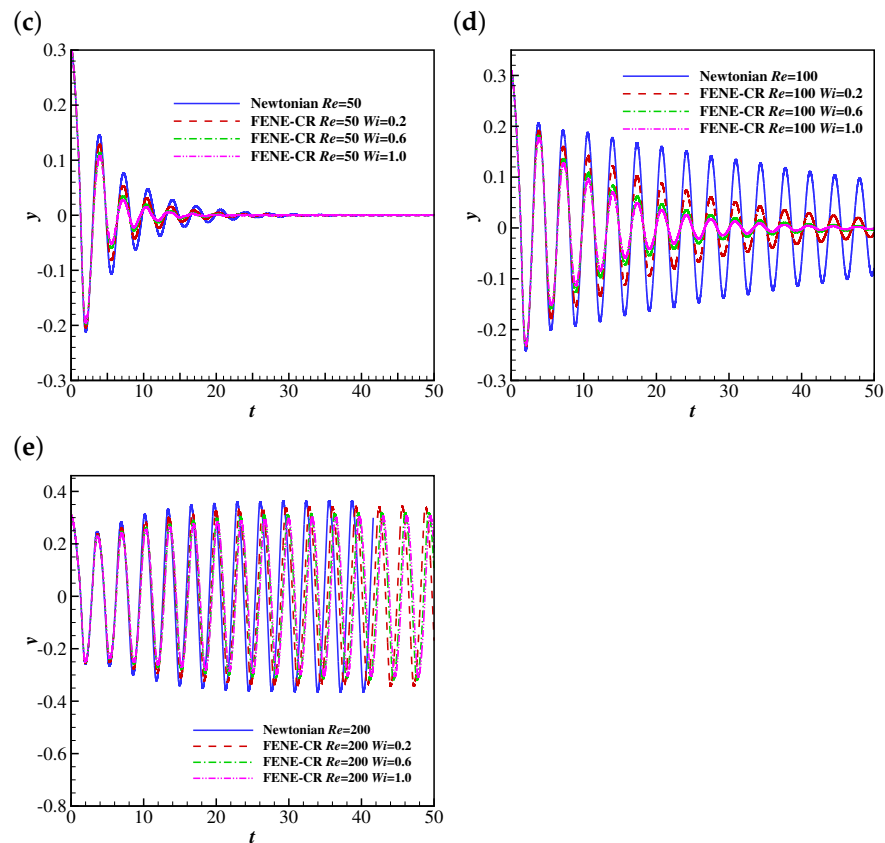 (c)
0.3
0.2
0.1
0
-0.1
-0.2
-0.3
y
Newtonian Re=50
FENE-CR Re=50 Wi=0.2
FENE-CR Re=50 Wi=0.6
FENE-CR Re=50 Wi=1.0
0 10 20 30 40 50
t
(d)
0.3
0.2
0.1
0
-0.1
-0.2
-0.3
y
Newtonian Re=100
FENE-CR Re=100 Wi=0.2
FENE-CR Re=100 Wi=0.6
FENE-CR Re=100 Wi=1.0
0 10 20 30 40 50
t
(e)
0.4
0.2
0
-0.2
-0.4
-0.6
-0.8
y
Newtonian Re=200
FENE-CR Re=200 Wi=0.2
FENE-CR Re=200 Wi=0.6
FENE-CR Re=200 Wi=1.0
0 10 20 30 40 50
t